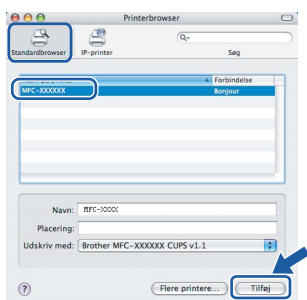 Printerbrowser
Standardbrowser
IP-printer
Søg
Forbindelse
MFC-XXXXXX
Bonjour
Navn: MFC-XXXX
Placering:
Udskriv med: Brother MFC-XXXXXX CUPS v1.1
? Flere printere... Tilføj